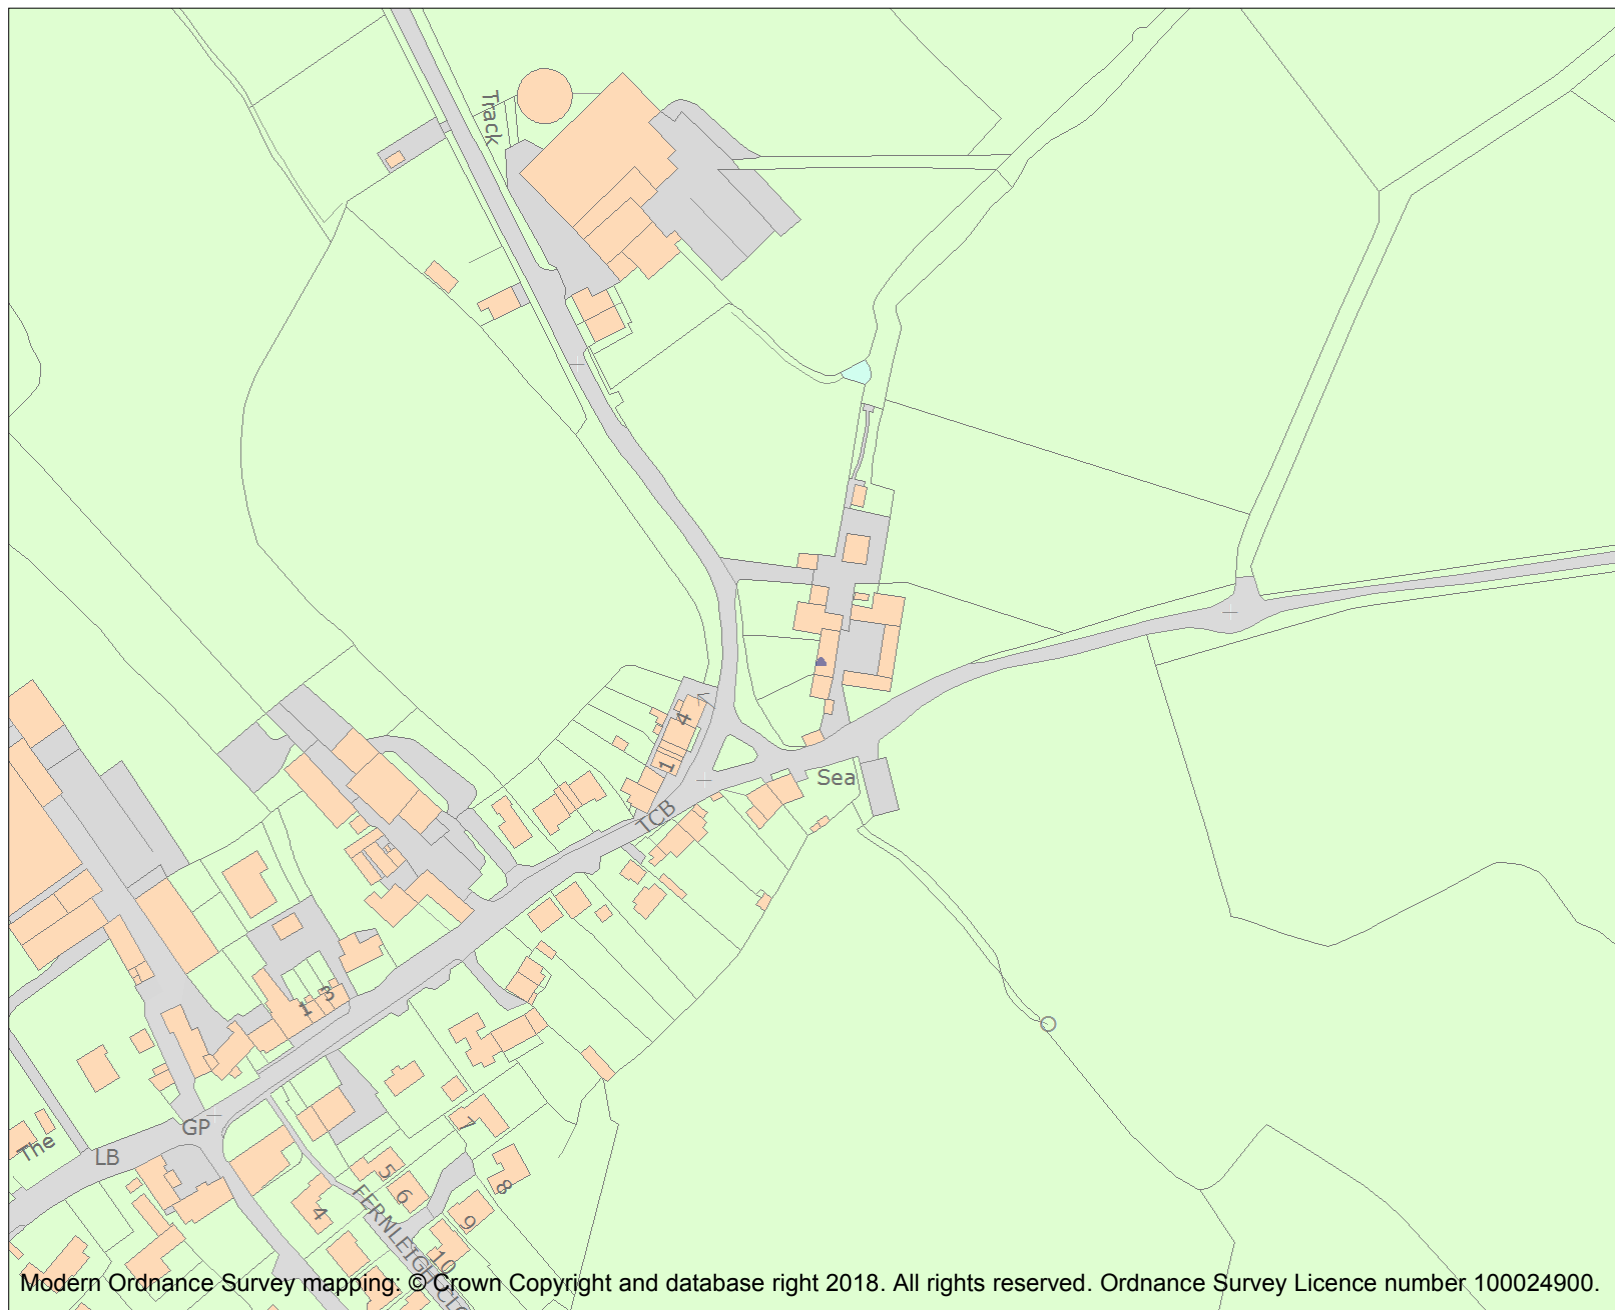 Track
4
1
Sea
TCB
3
1
GP
The
LB
7
5
6
8
4
9
10
FERNLEIGH CLO
Modern Ordnance Survey mapping: © Crown Copyright and database right 2018. All rights reserved. Ordnance Survey Licence number 100024900.